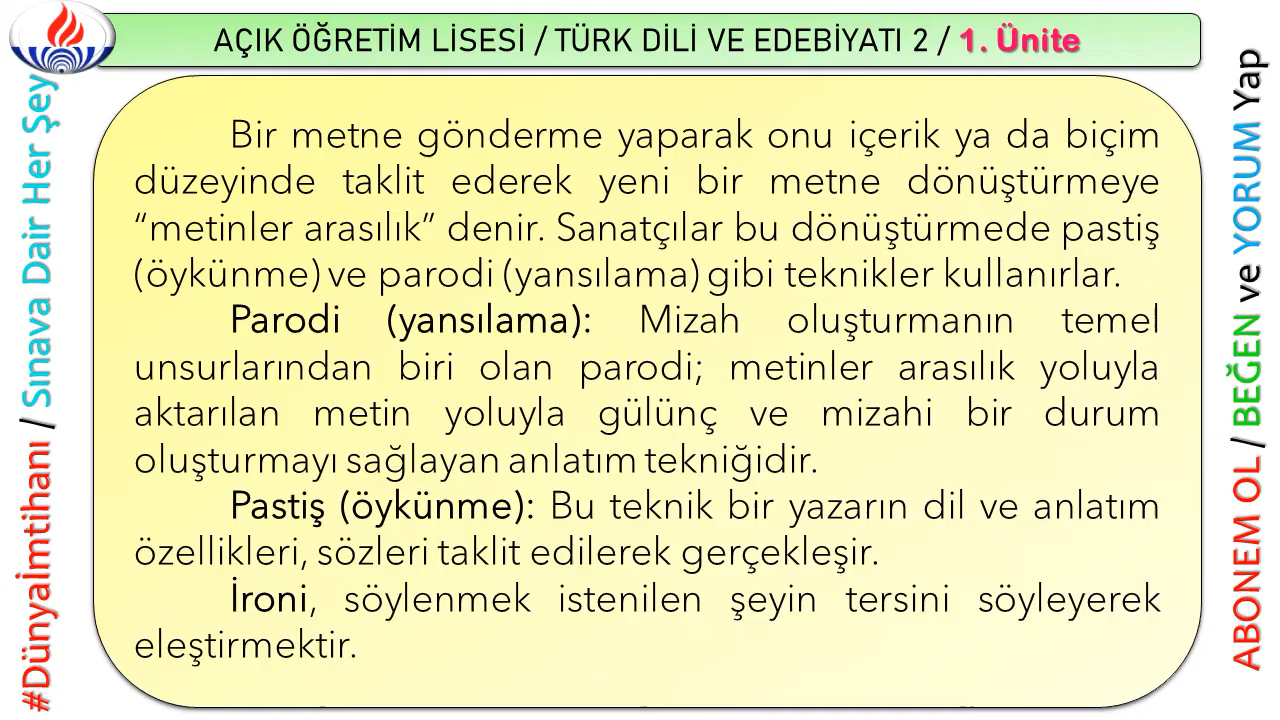 AÇIK ÖĞRETİM LİSESİ / TÜRK DİLİ VE EDEBİYATI 2 / 1. Ünite
Bir metne gönderme yaparak onu içerik ya da biçim
düzeyinde taklit ederek yeni bir metne dönüştürmeye
“metinler arasılık” denir. Sanatçılar bu dönüştürmede pastiş
(öykünme) ve parodi (yansılama) gibi teknikler kullanırlar.
Parodi (yansılama): Mizah oluşturmanın temel
unsurlarından biri olan parodi; metinler arasılık yoluyla
aktarılan metin yoluyla gülünç ve mizahi bir durum
oluşturmayı sağlayan anlatım tekniğidir.
Pastiş (öykünme): Bu teknik bir yazarın dil ve anlatım
özellikleri, sözleri taklit edilerek gerçekleşir.
İroni, söylenmek istenilen şeyin tersini söyleyerek
eleştirmektir.
#Dünyaİmtihanı / Sınava Dair Her Şey
ABONEM OL / BEĞEN ve YORUM Yap